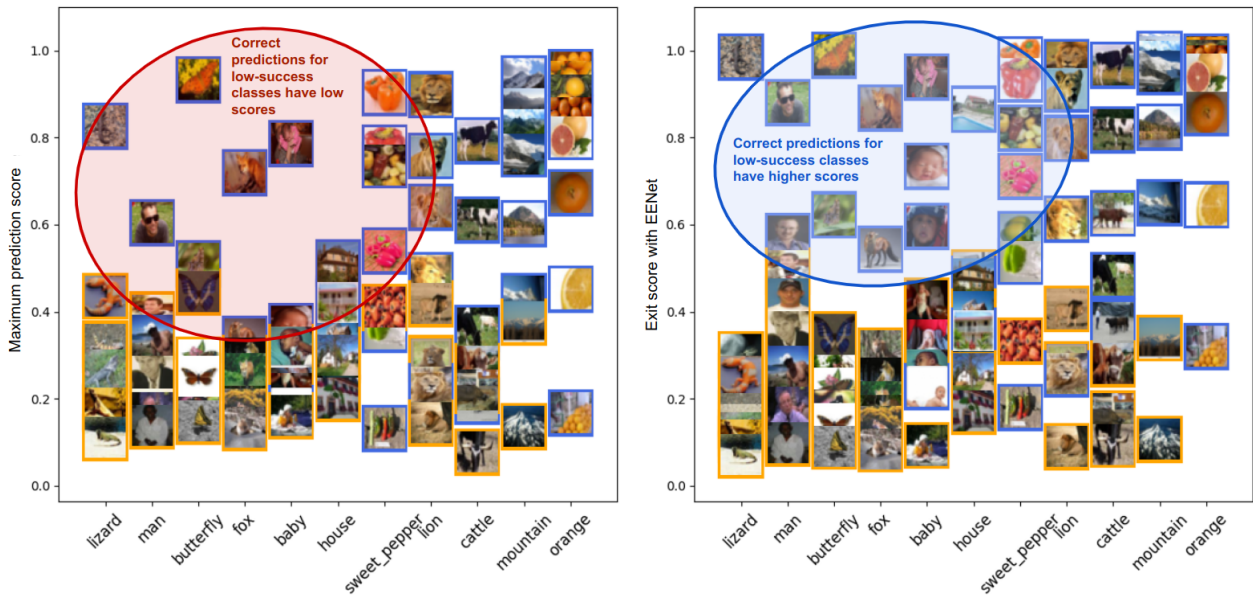 Maximum prediction score
1.0
0.8
0.6
0.4
0.2
0.0
Correct
predictions for
low-success
classes have low
scores
lizard
man
butterfly
fox
baby
house
sweet_pepper
lion
cattle
mountain
orange
Exit score with EENet
1.0
0.8
0.6
0.4
0.2
0.0
Correct predictions for
low-success classes
have higher scores
lizard
man
butterfly
fox
baby
house
sweet_pepper
lion
cattle
mountain
orange